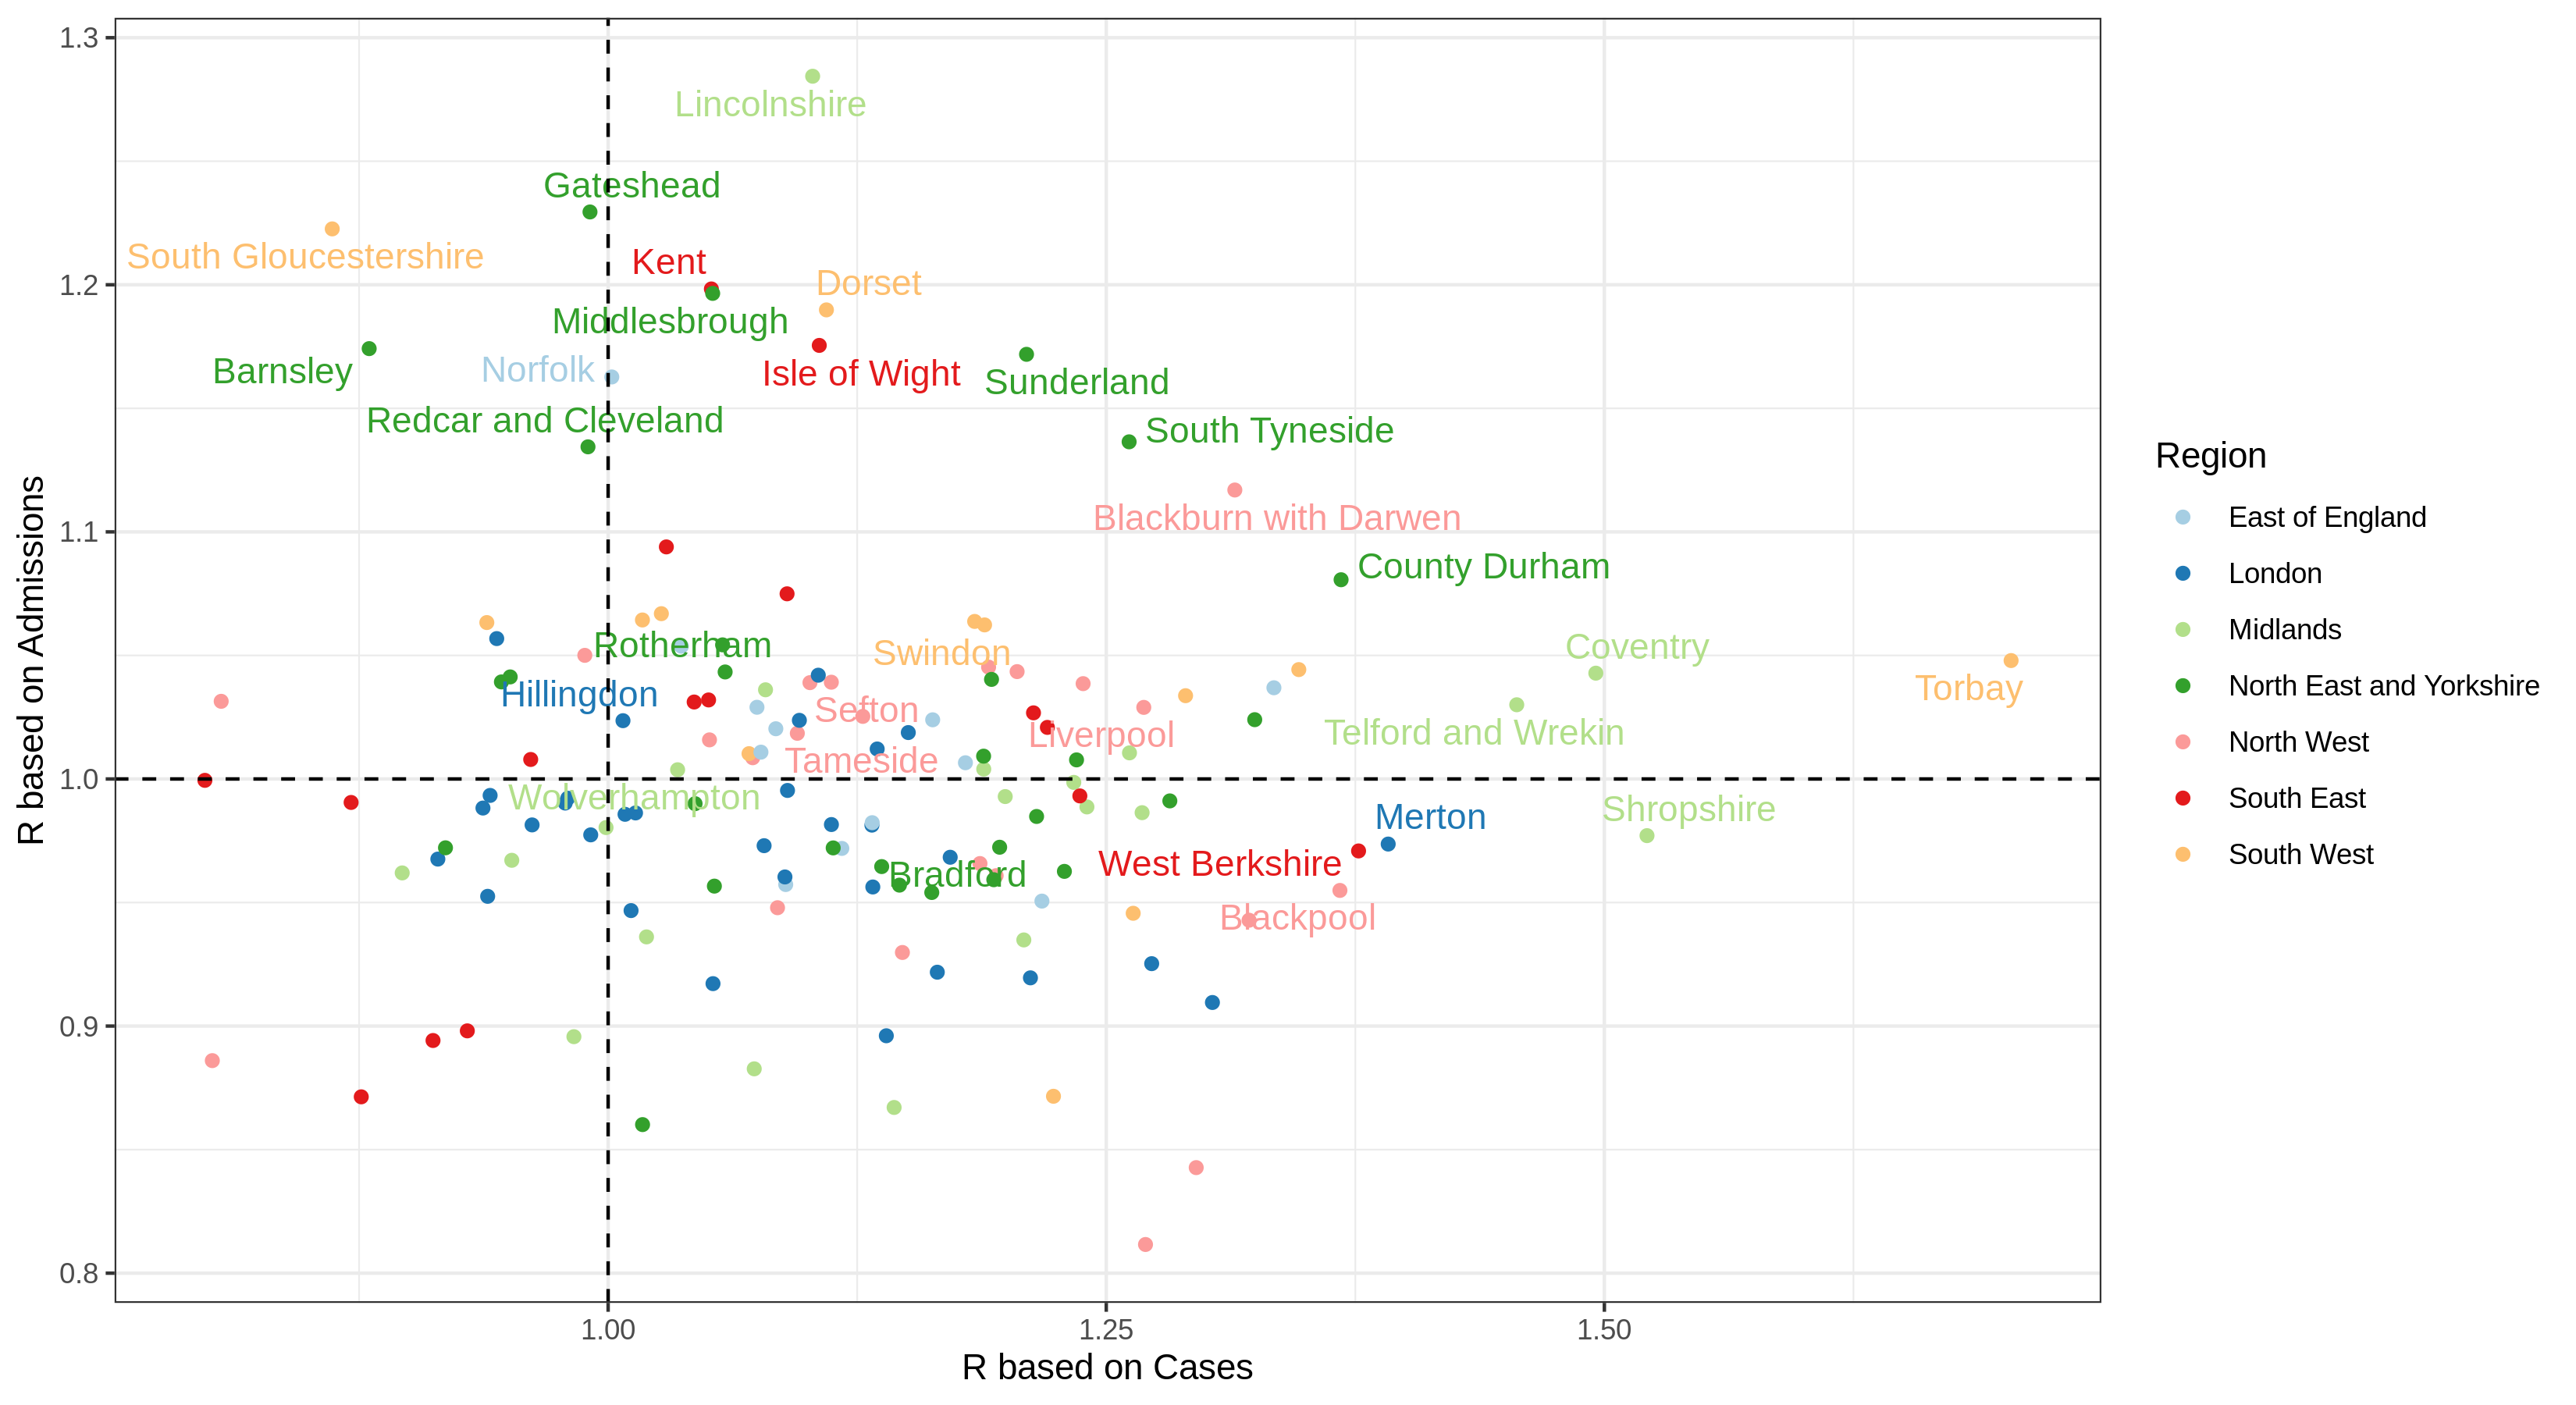 1.3
Lincolnshire
Gateshead
South Gloucestershire
Kent
Dorset
1.2
Middlesbrough
Barnsley
Norfolk
Isle of Wight
Sunderland
Redcar and Cleveland
South Tyneside
Blackburn with Darwen
1.1
County Durham
Rotherham
Swindon
Coventry
Torbay
Hillingdon
Sefton
Liverpool
Telford and Wrekin
Tameside
1.0
Wolverhampton
Merton
Shropshire
West Berkshire
Bradford
Blackpool
0.9
0.8
R based on Admissions
1.00
1.25
1.50
R based on Cases
Region
East of England
London
Midlands
North East and Yorkshire
North West
South East
South West